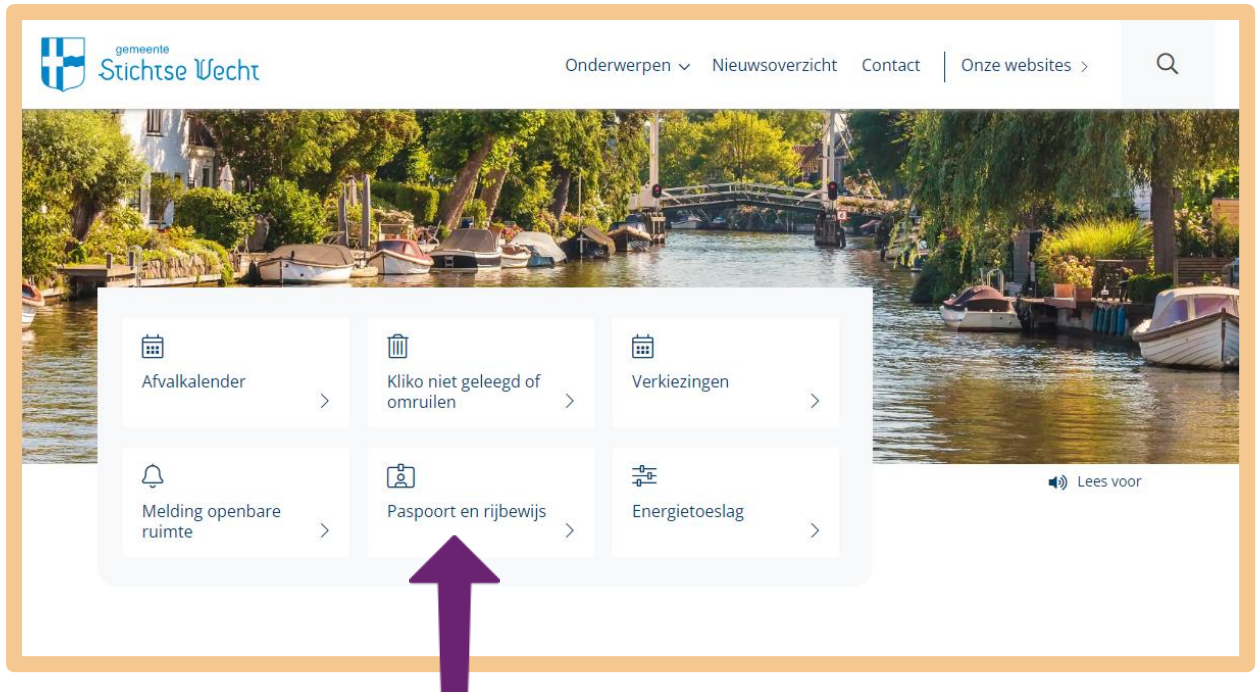 gemeente
Stichtse Vecht
Onderwerpen
Nieuwsoverzicht
Contact
Onze websites
Afvalkalender
Kliko niet geleegd of
omruilen
Verkiezingen
Melding openbare
ruimte
Paspoort en rijbewijs
Energietoeslag
Lees voor